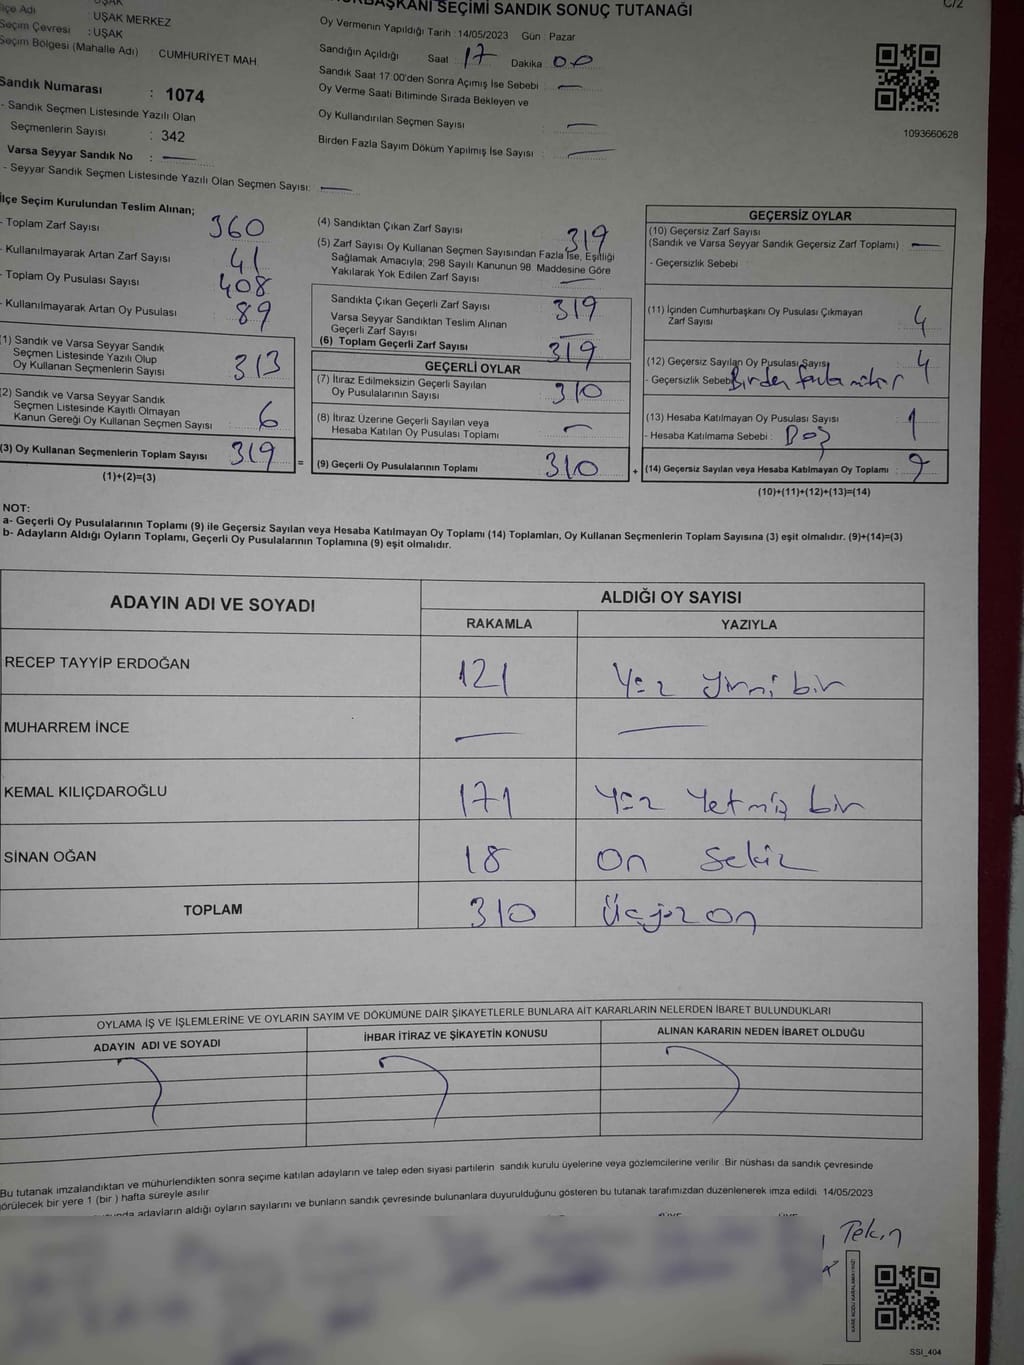 BAŞKANI SEÇİMİ SANDIK SONUÇ TUTANAĞI
C/2
UŞAK
İlçe Adı : UŞAK MERKEZ
Seçim Çevresi : UŞAK
Seçim Bölgesi (Mahalle Adı) : CUMHURİYET MAH.
Sandık Numarası : 1074
- Sandık Seçmen Listesinde Yazılı Olan
Seçmenlerin Sayısı : 342
Varsa Seyyar Sandık No : —
- Seyyar Sandık Seçmen Listesinde Yazılı Olan Seçmen Sayısı: —
Oy Vermenin Yapıldığı Tarih : 14/05/2023 Gün : Pazar
Sandığın Açıldığı Saat 17 Dakika 00
Sandık Saat 17:00'den Sonra Açımış İse Sebebi —
Oy Verme Saati Bitiminde Sırada Bekleyen ve
Oy Kullandırılan Seçmen Sayısı : —
Birden Fazla Sayım Döküm Yapılmış İse Sayısı : —
1093660628
İlçe Seçim Kurulundan Teslim Alınan;
- Toplam Zarf Sayısı 360
- Kullanılmayarak Artan Zarf Sayısı 41
- Toplam Oy Pusulası Sayısı 408
- Kullanılmayarak Artan Oy Pusulası 89
(1) Sandık ve Varsa Seyyar Sandık
Seçmen Listesinde Yazılı Olup
Oy Kullanan Seçmenlerin Sayısı 313
(2) Sandık ve Varsa Seyyar Sandık
Seçmen Listesinde Kayıtlı Olmayan
Kanun Gereği Oy Kullanan Seçmen Sayısı 6
(3) Oy Kullanan Seçmenlerin Toplam Sayısı 319
(1)+(2)=(3)
(4) Sandıktan Çıkan Zarf Sayısı 319
(5) Zarf Sayısı Oy Kullanan Seçmen Sayısından Fazla İse, Eşitliği
Sağlamak Amacıyla, 298 Sayılı Kanunun 98 Maddesine Göre
Yakılarak Yok Edilen Zarf Sayısı —
Sandıkta Çıkan Geçerli Zarf Sayısı 319
Varsa Seyyar Sandıktan Teslim Alınan
Geçerli Zarf Sayısı —
(6) Toplam Geçerli Zarf Sayısı 319
GEÇERLİ OYLAR
(7) İtiraz Edilmeksizin Geçerli Sayılan
Oy Pusulalarının Sayısı 310
(8) İtiraz Üzerine Geçerli Sayılan veya
Hesaba Katılan Oy Pusulası Toplamı —
= (9) Geçerli Oy Pusulalarının Toplamı 310 +
GEÇERSİZ OYLAR
(10) Geçersiz Zarf Sayısı
(Sandık ve Varsa Seyyar Sandık Geçersiz Zarf Toplamı) —
- Geçersizlik Sebebi
(11) İçinden Cumhurbaşkanı Oy Pusulası Çıkmayan
Zarf Sayısı 4
(12) Geçersiz Sayılan Oy Pusulası Sayısı 4
- Geçersizlik Sebebi Birden fazla mühür
(13) Hesaba Katılmayan Oy Pusulası Sayısı 1
- Hesaba Katılmama Sebebi : Boş
(14) Geçersiz Sayılan veya Hesaba Katılmayan Oy Toplamı 9
(10)+(11)+(12)+(13)=(14)
NOT:
a- Geçerli Oy Pusulalarının Toplamı (9) ile Geçersiz Sayılan veya Hesaba Katılmayan Oy Toplamı (14) Toplamları, Oy Kullanan Seçmenlerin Toplam Sayısına (3) eşit olmalıdır. (9)+(14)=(3)
b- Adayların Aldığı Oyların Toplamı, Geçerli Oy Pusulalarının Toplamına (9) eşit olmalıdır.
ADAYIN ADI VE SOYADI ALDIĞI OY SAYISI
RAKAMLA YAZIYLA
RECEP TAYYİP ERDOĞAN 121 Yüz yirmi bir
MUHARREM İNCE — —
KEMAL KILIÇDAROĞLU 171 Yüz Yetmiş bir
SİNAN OĞAN 18 On sekiz
TOPLAM 310 Üçyüz on
OYLAMA İŞ VE İŞLEMLERİNE VE OYLARIN SAYIM VE DÖKÜMÜNE DAİR ŞİKAYETLERLE BUNLARA AİT KARARLARIN NELERDEN İBARET BULUNDUKLARI
ADAYIN ADI VE SOYADI İHBAR İTİRAZ VE ŞİKAYETİN KONUSU ALINAN KARARIN NEDEN İBARET OLDUĞU
Bu tutanak imzalandıktan ve mühürlendikten sonra seçime katılan adayların ve talep eden siyasi partilerin sandık kurulu üyelerine veya gözlemcilerine verilir. Bir nüshası da sandık çevresinde
görülecek bir yere 1 (bir ) hafta süreyle asılır
adayların aldığı oyların sayılarını ve bunların sandık çevresinde bulunanlara duyurulduğunu gösteren bu tutanak tarafımızdan düzenlenerek imza edildi. 14/05/2023
Tekin
KARE KODU KARALAMAYINIZ!
SSI_404